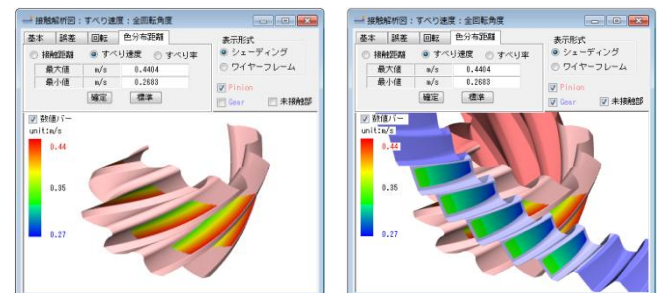 接触解析図：すべり速度：全回転角度
基本 誤差 回転 色分布距離
接触距離 すべり速度 すべり率
最大値 m/s 0.4404
最小値 m/s 0.2683
確定 標準
表示形式
シェーディング
ワイヤーフレーム
Pinion
Gear 未接触部
数値バー
unit:m/s
0.44
0.35
0.27
接触解析図：すべり速度：全回転角度
基本 誤差 回転 色分布距離
接触距離 すべり速度 すべり率
最大値 m/s 0.4404
最小値 m/s 0.2683
確定 標準
表示形式
シェーディング
ワイヤーフレーム
Pinion
Gear 未接触部
数値バー
unit:m/s
0.44
0.35
0.27